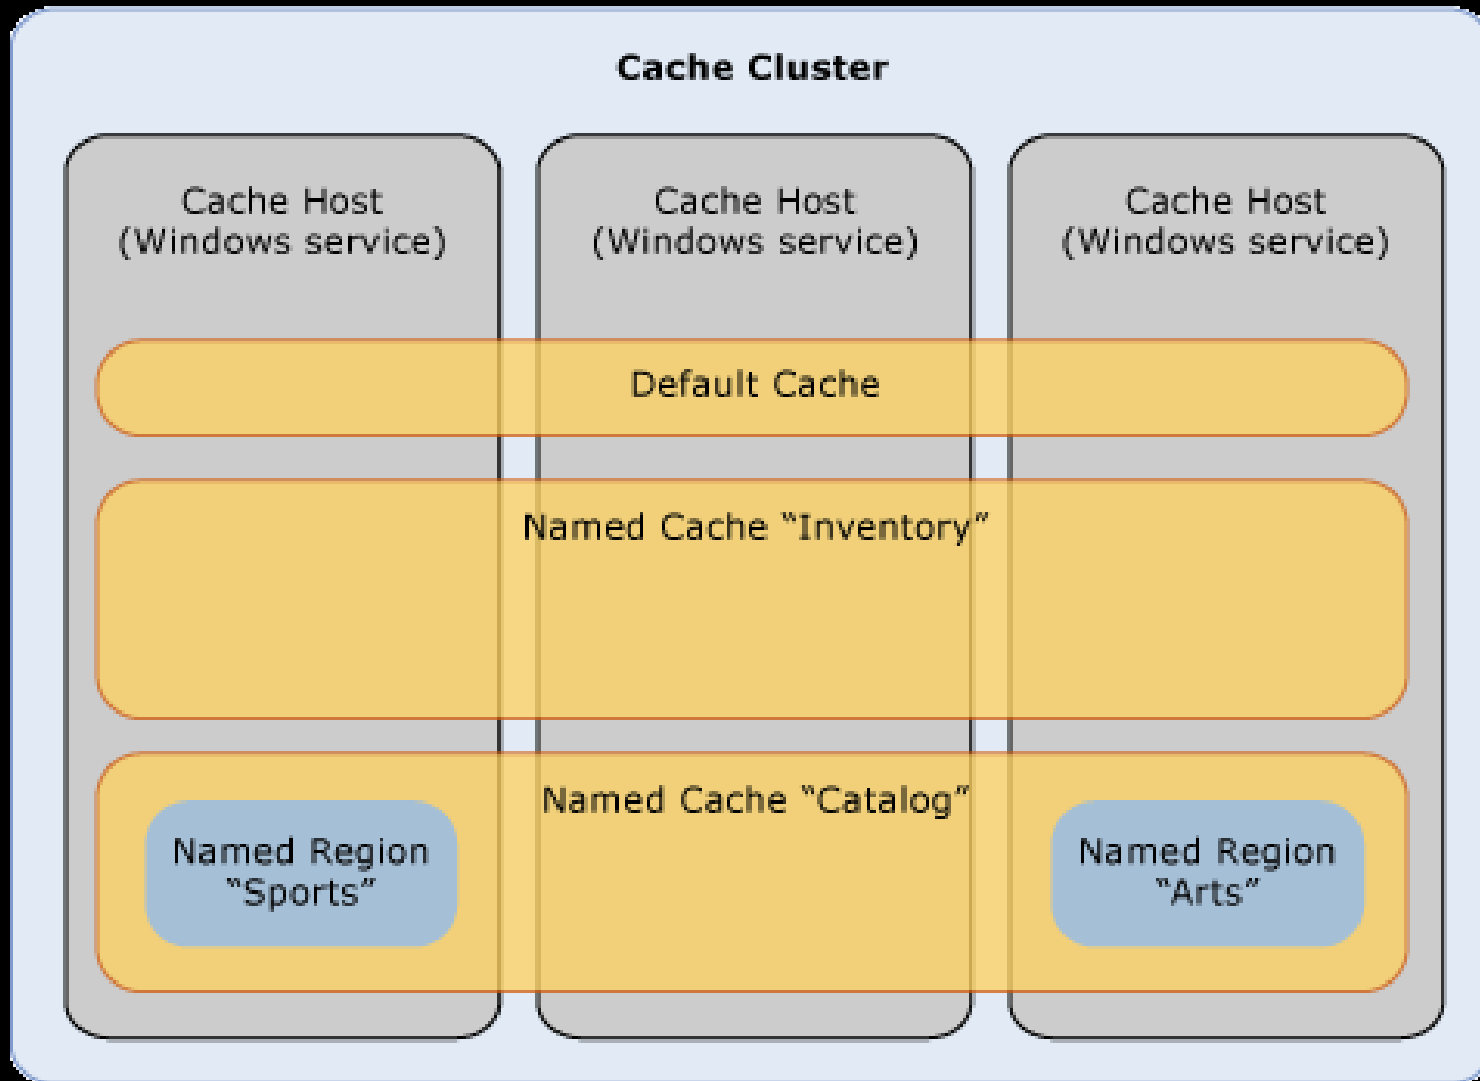 Cache Cluster
Cache Host
(Windows service)
Cache Host
(Windows service)
Cache Host
(Windows service)
Default Cache
Named Cache “Inventory”
Named Cache “Catalog”
Named Region
“Sports”
Named Region
“Arts”